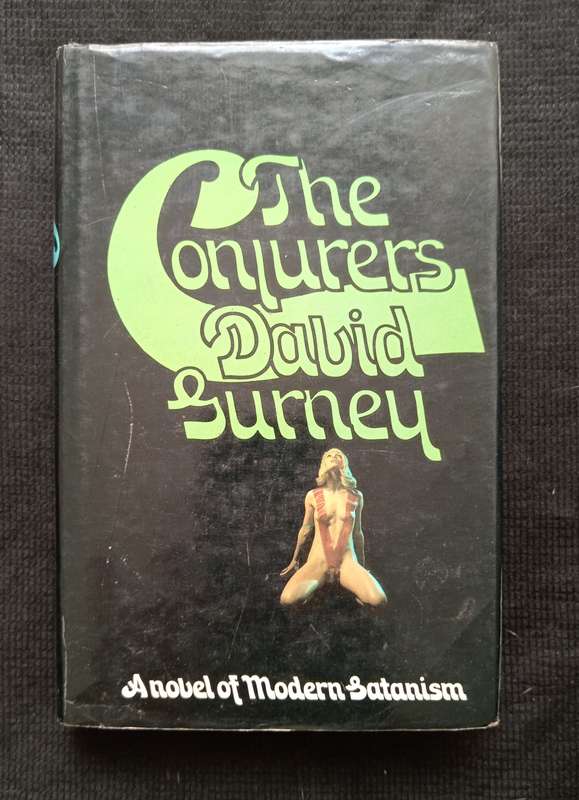 The
Conjurers
David
Gurney
A novel of Modern Satanism